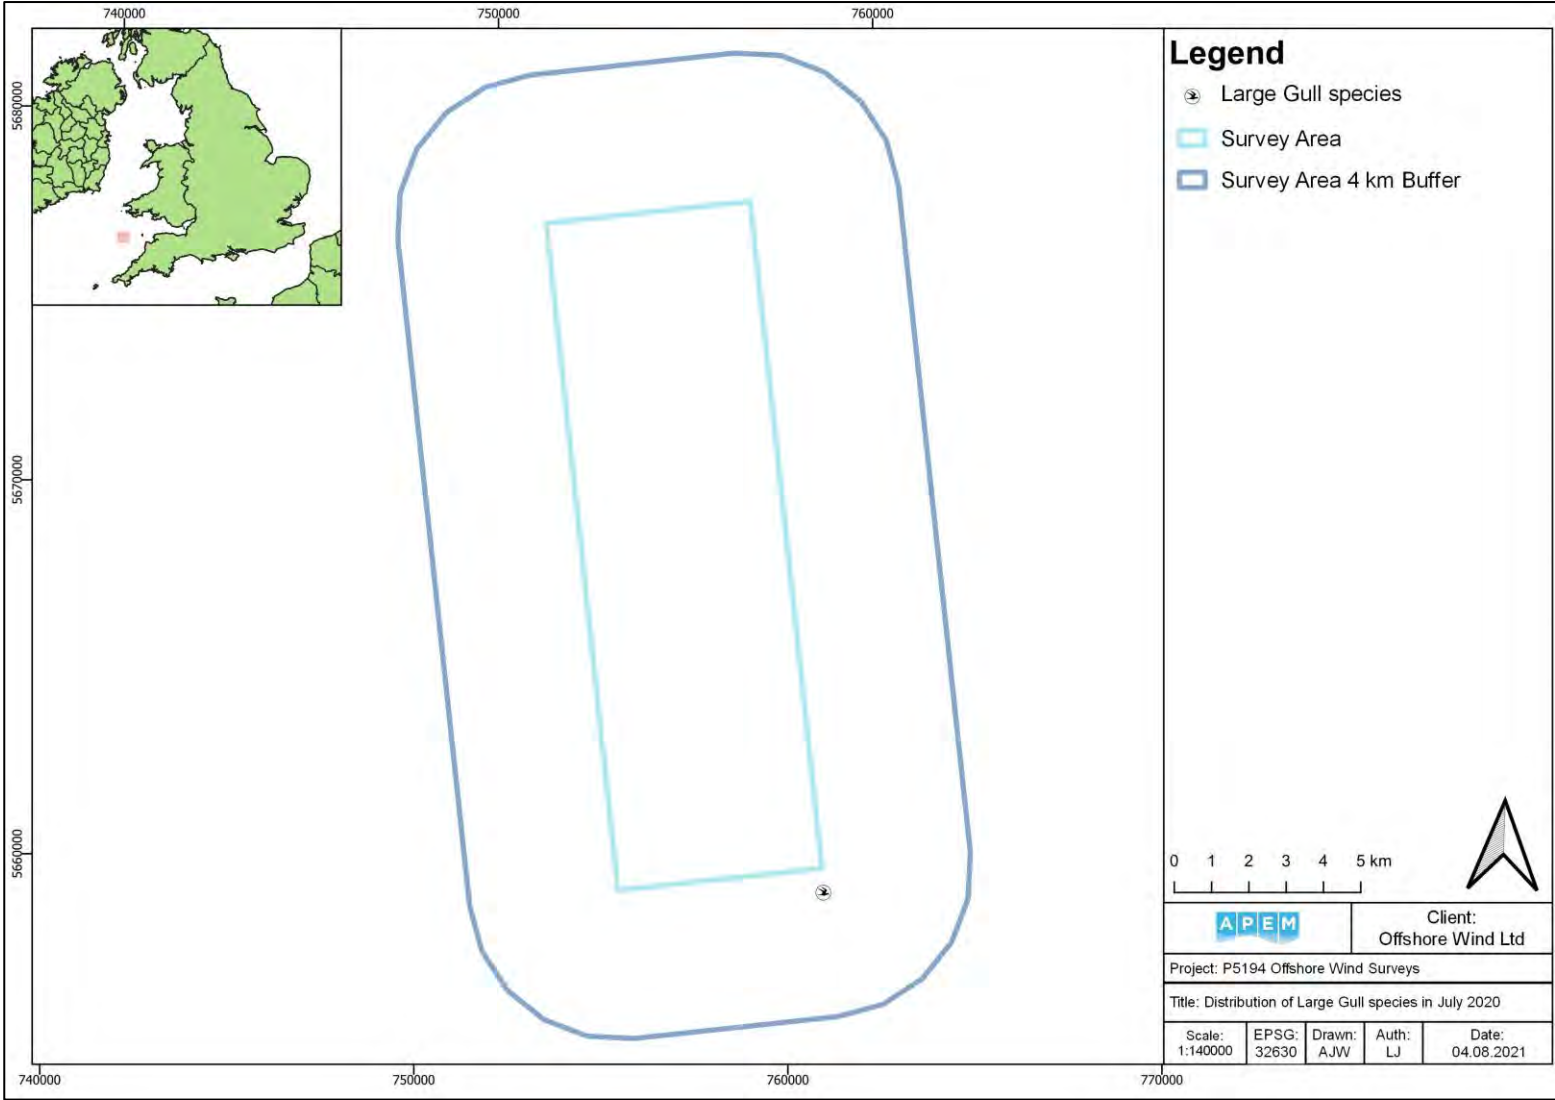 740000
750000
760000
5680000
5670000
5660000
740000
750000
760000
770000
Legend
Large Gull species
Survey Area
Survey Area 4 km Buffer
0 1 2 3 4 5 km
APEM
Client:
Offshore Wind Ltd
Project: P5194 Offshore Wind Surveys
Title: Distribution of Large Gull species in July 2020
Scale:
1:140000
EPSG:
32630
Drawn:
AJW
Auth:
LJ
Date:
04.08.2021